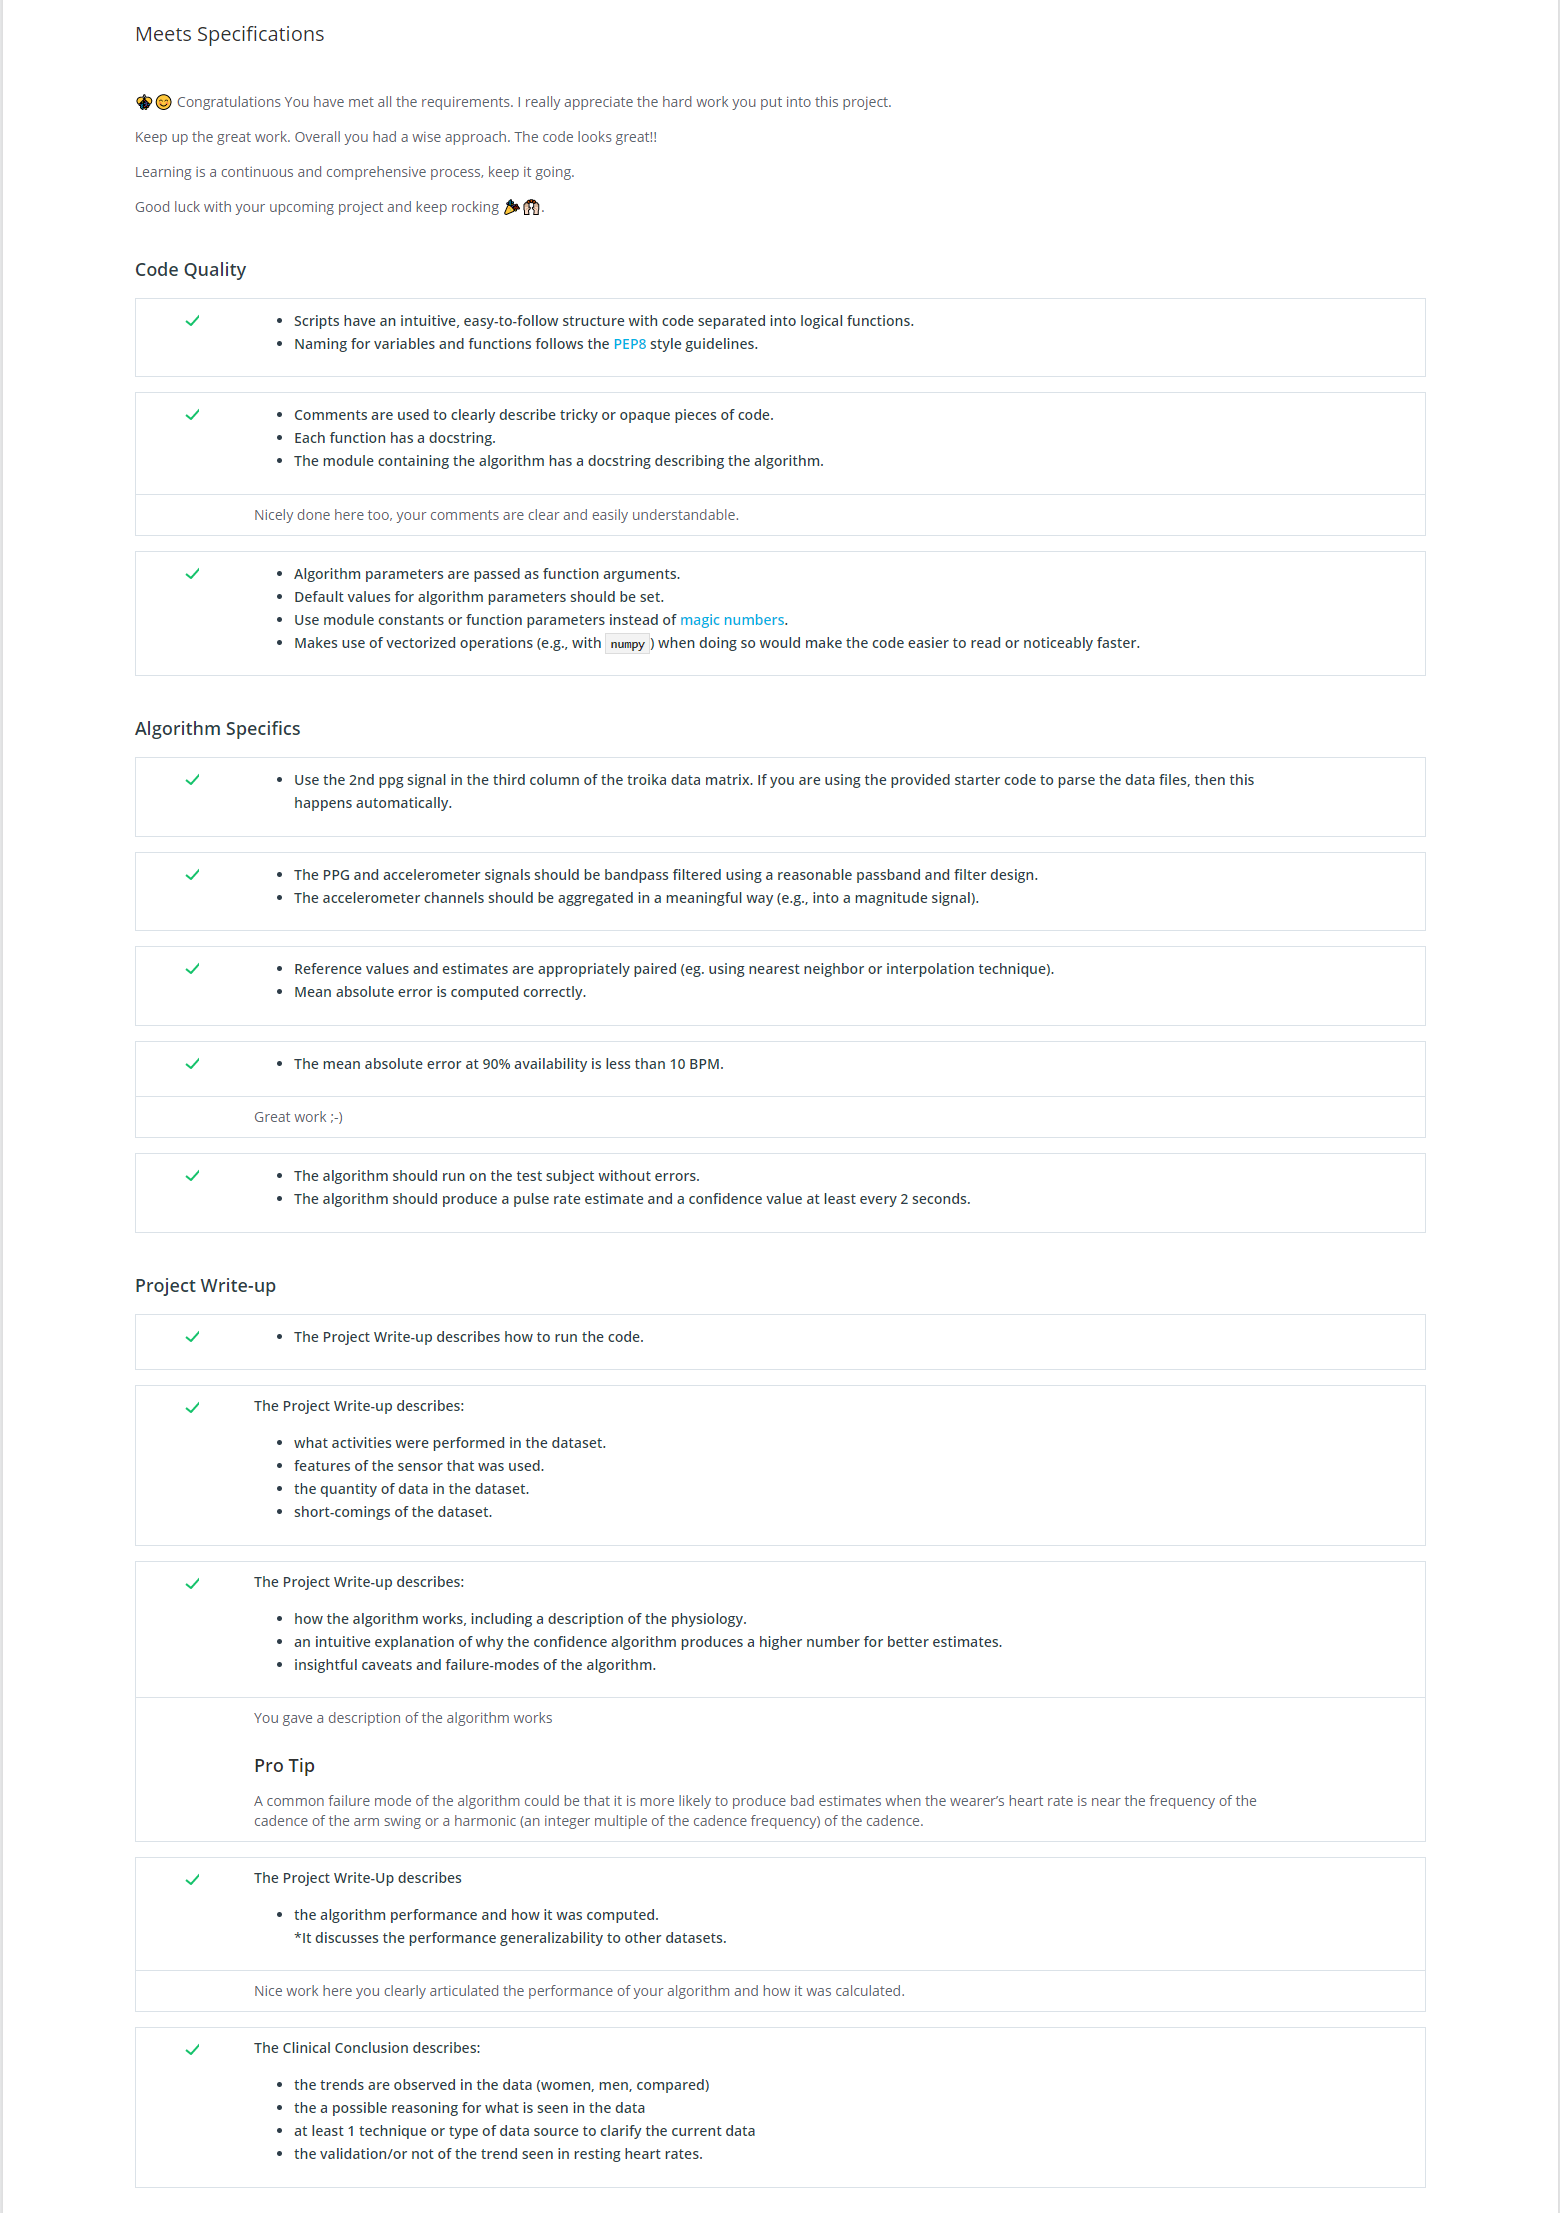 Meets Specifications
Congratulations You have met all the requirements. I really appreciate the hard work you put into this project.
Keep up the great work. Overall you had a wise approach. The code looks great!!
Learning is a continuous and comprehensive process, keep it going.
Good luck with your upcoming project and keep rocking .
Code Quality
Scripts have an intuitive, easy-to-follow structure with code separated into logical functions.
Naming for variables and functions follows the PEP8 style guidelines.
Comments are used to clearly describe tricky or opaque pieces of code.
Each function has a docstring.
The module containing the algorithm has a docstring describing the algorithm.
Nicely done here too, your comments are clear and easily understandable.
Algorithm parameters are passed as function arguments.
Default values for algorithm parameters should be set.
Use module constants or function parameters instead of magic numbers.
Makes use of vectorized operations (e.g., with numpy ) when doing so would make the code easier to read or noticeably faster.
Algorithm Specifics
Use the 2nd ppg signal in the third column of the troika data matrix. If you are using the provided starter code to parse the data files, then this
happens automatically.
The PPG and accelerometer signals should be bandpass filtered using a reasonable passband and filter design.
The accelerometer channels should be aggregated in a meaningful way (e.g., into a magnitude signal).
Reference values and estimates are appropriately paired (eg. using nearest neighbor or interpolation technique).
Mean absolute error is computed correctly.
The mean absolute error at 90% availability is less than 10 BPM.
Great work ;-)
The algorithm should run on the test subject without errors.
The algorithm should produce a pulse rate estimate and a confidence value at least every 2 seconds.
Project Write-up
The Project Write-up describes how to run the code.
The Project Write-up describes:
what activities were performed in the dataset.
features of the sensor that was used.
the quantity of data in the dataset.
short-comings of the dataset.
The Project Write-up describes:
how the algorithm works, including a description of the physiology.
an intuitive explanation of why the confidence algorithm produces a higher number for better estimates.
insightful caveats and failure-modes of the algorithm.
You gave a description of the algorithm works
Pro Tip
A common failure mode of the algorithm could be that it is more likely to produce bad estimates when the wearer's heart rate is near the frequency of the
cadence of the arm swing or a harmonic (an integer multiple of the cadence frequency) of the cadence.
The Project Write-Up describes
the algorithm performance and how it was computed.
*It discusses the performance generalizability to other datasets.
Nice work here you clearly articulated the performance of your algorithm and how it was calculated.
The Clinical Conclusion describes:
the trends are observed in the data (women, men, compared)
the a possible reasoning for what is seen in the data
at least 1 technique or type of data source to clarify the current data
the validation/or not of the trend seen in resting heart rates.